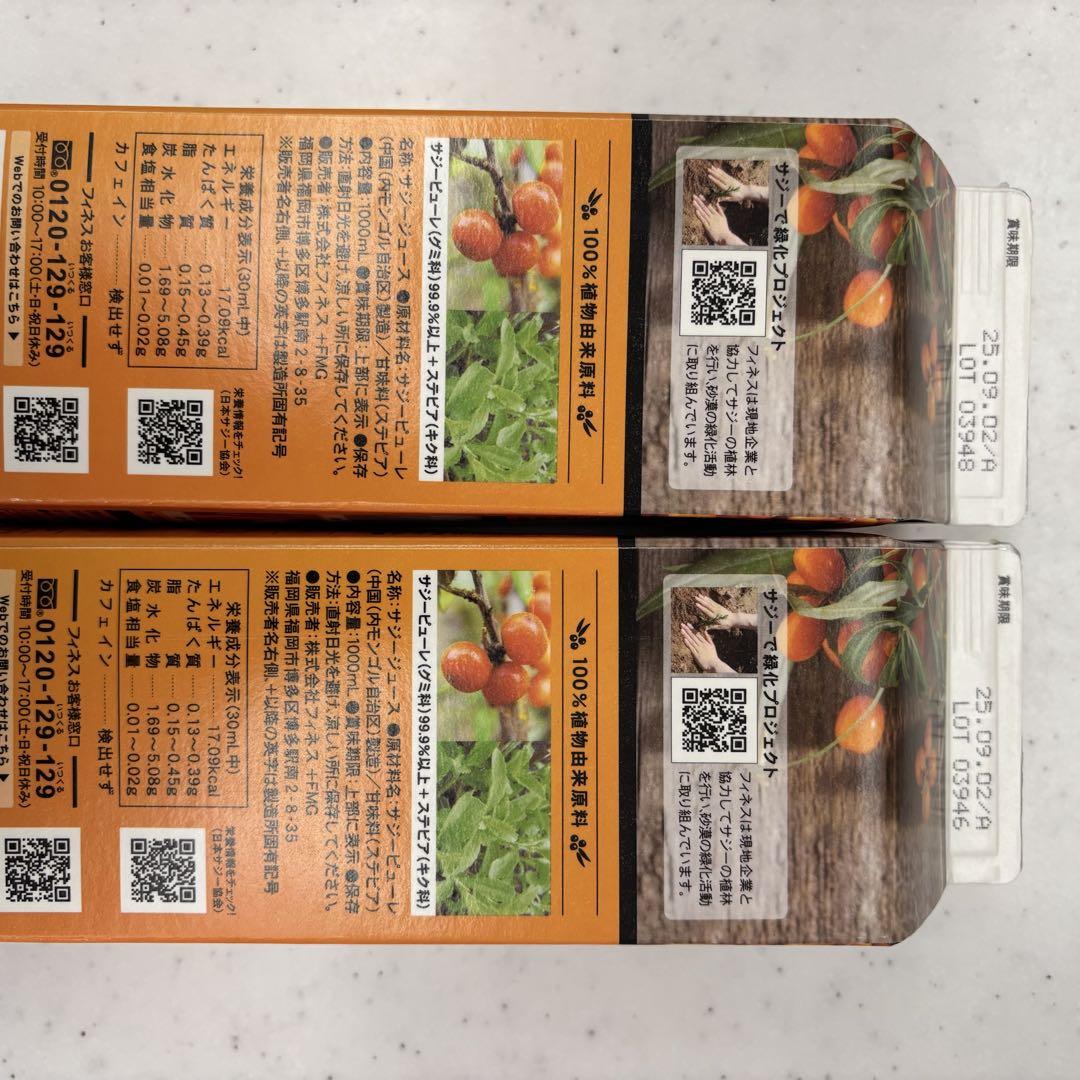 賞味期限
25.09.02/A
LOT 03948
サジーで緑化プロジェクト
フィネスは現地企業と
協力してサジーの植林
を行い、砂漠の緑化活動
に取り組んでいます。
100%植物由来原料
サジーピューレ(グミ科)99.9%以上+ステビア(キク科)
名称:サジージュース ●原材料名:サジーピューレ
(中国(内モンゴル自治区)製造)/甘味料(ステビア)
●内容量:1000mL ●賞味期限:上部に表示 ●保存
方法:直射日光を避け、涼しい所に保存してください。
●販売者:株式会社フィネス +FMG
福岡県福岡市博多区博多駅南2-8-35
※販売者名右側、+以降の英字は製造所固有記号
栄養成分表示(30mL中)
エネルギー 17.09kcal
たんぱく質 0.13〜0.39g
脂質 0.15〜0.45g
炭水化物 1.69〜5.08g
食塩相当量 0.01〜0.02g
カフェイン 検出せず
栄養情報をチェック!
(日本サジー協会)
フィネスお客様窓口
いつくる いつくる
0120-129-129
受付時間 10:00〜17:00(土・日・祝日休み)
Webでのお問い合わせはこちら▶
賞味期限
25.09.02/A
LOT 03946
サジーで緑化プロジェクト
フィネスは現地企業と
協力してサジーの植林
を行い、砂漠の緑化活動
に取り組んでいます。
100%植物由来原料
サジーピューレ(グミ科)99.9%以上+ステビア(キク科)
名称:サジージュース ●原材料名:サジーピューレ
(中国(内モンゴル自治区)製造)/甘味料(ステビア)
●内容量:1000mL ●賞味期限:上部に表示 ●保存
方法:直射日光を避け、涼しい所に保存してください。
●販売者:株式会社フィネス +FMG
福岡県福岡市博多区博多駅南2-8-35
※販売者名右側、+以降の英字は製造所固有記号
栄養成分表示(30mL中)
エネルギー 17.09kcal
たんぱく質 0.13〜0.39g
脂質 0.15〜0.45g
炭水化物 1.69〜5.08g
食塩相当量 0.01〜0.02g
カフェイン 検出せず
栄養情報をチェック!
(日本サジー協会)
フィネスお客様窓口
いつくる いつくる
0120-129-129
受付時間 10:00〜17:00(土・日・祝日休み)
Webでのお問い合わせはこちら▶